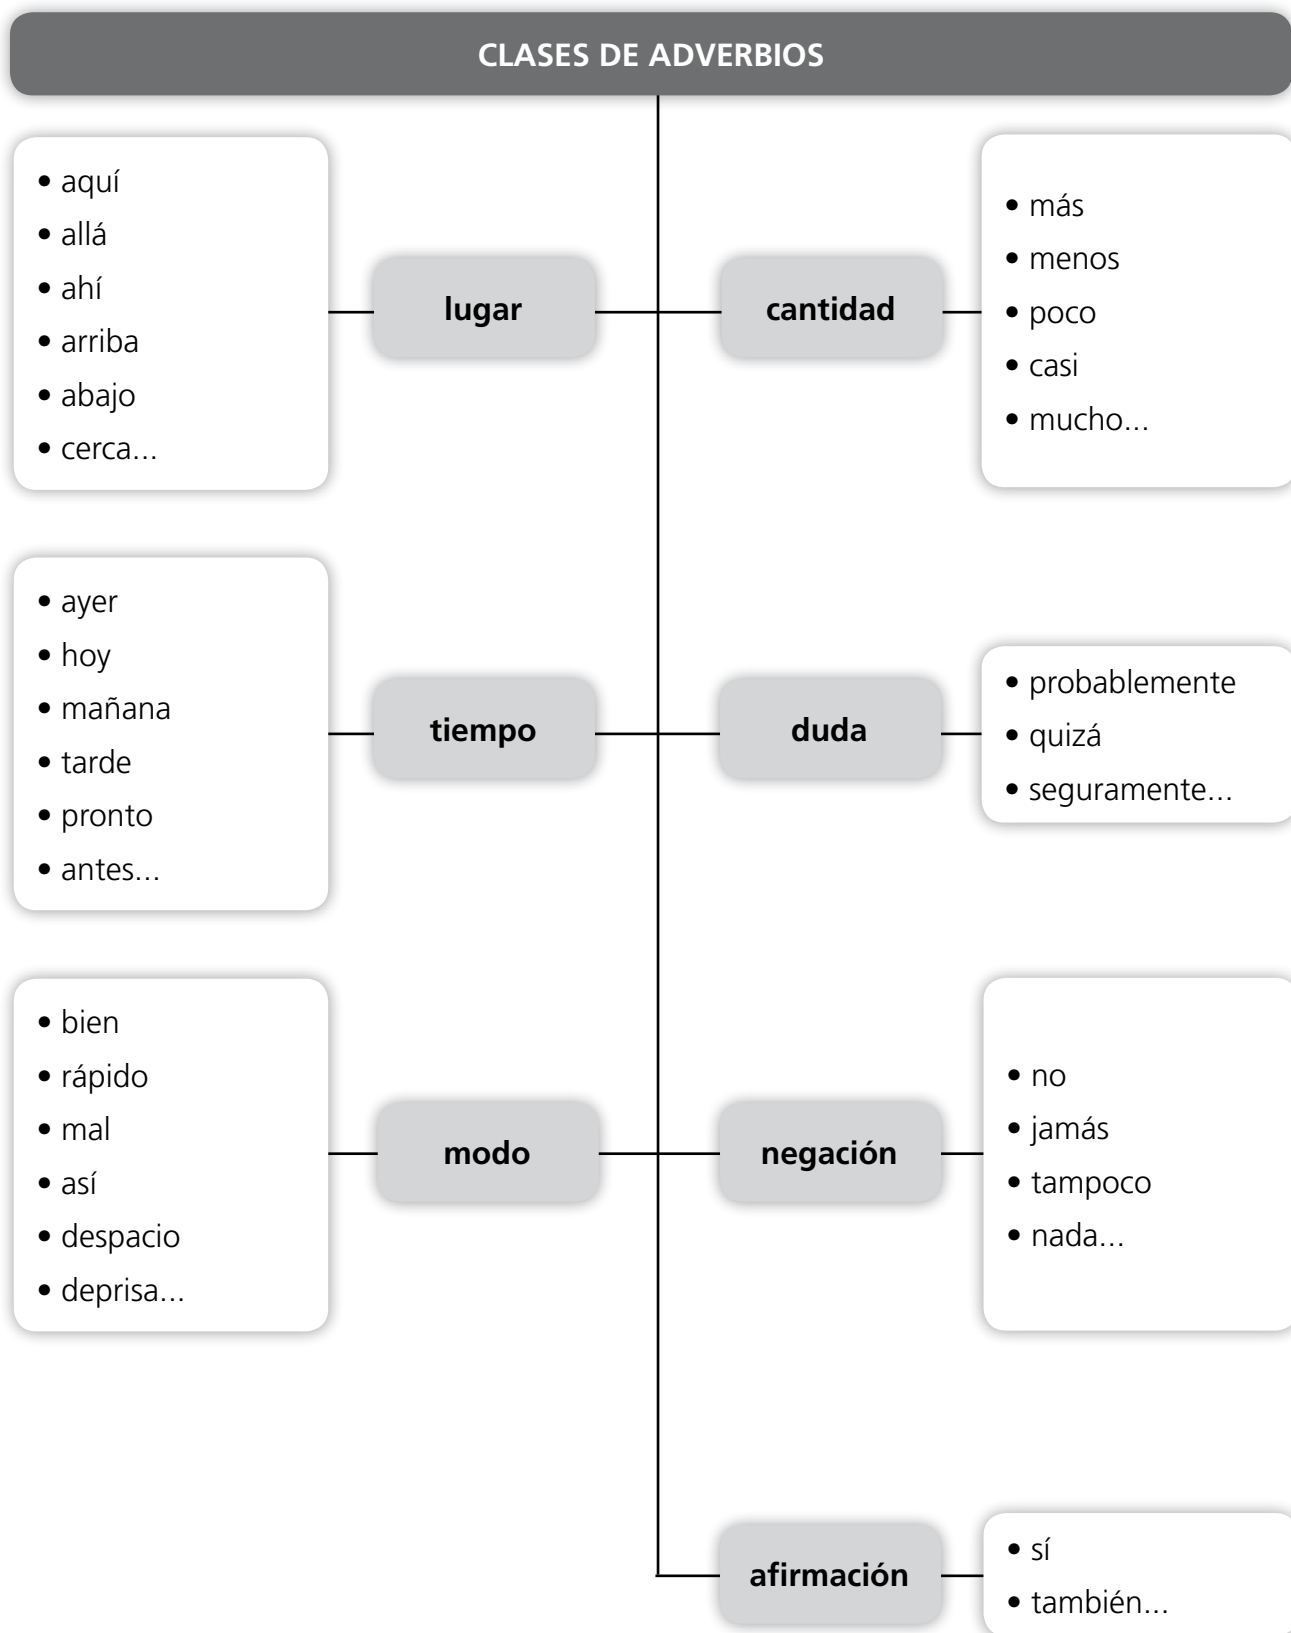 CLASES DE ADVERBIOS
• aquí
• allá
• ahí
• arriba
• abajo
• cerca...
lugar
cantidad
• más
• menos
• poco
• casi
• mucho...
• ayer
• hoy
• mañana
• tarde
• pronto
• antes...
tiempo
duda
• probablemente
• quizá
• seguramente...
• bien
• rápido
• mal
• así
• despacio
• deprisa...
modo
negación
• no
• jamás
• tampoco
• nada...
afirmación
• sí
• también...